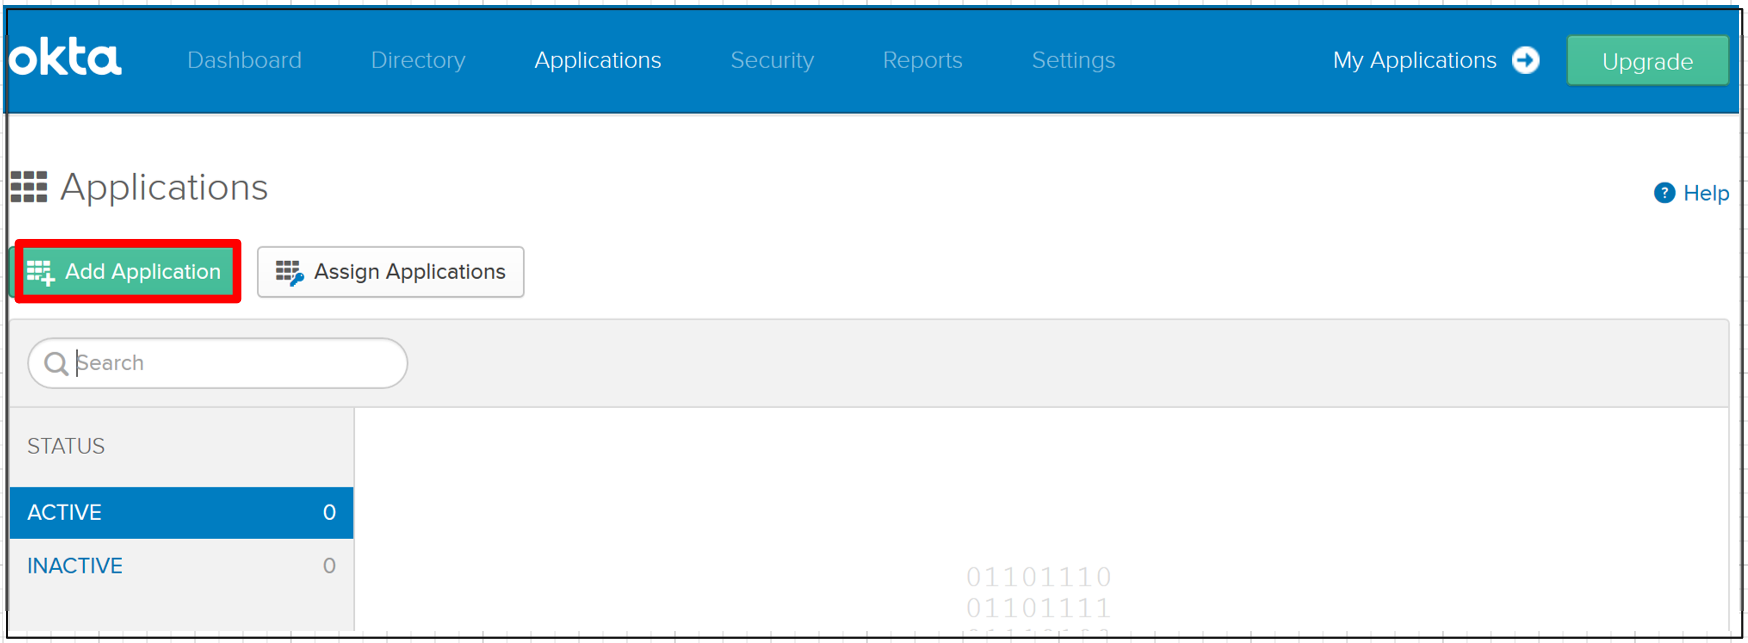 okta Dashboard Directory Applications Security Reports Settings My Applications Upgrade
Applications
? Help
Add Application Assign Applications
Search
STATUS
ACTIVE 0
INACTIVE 0
01101110
01101111